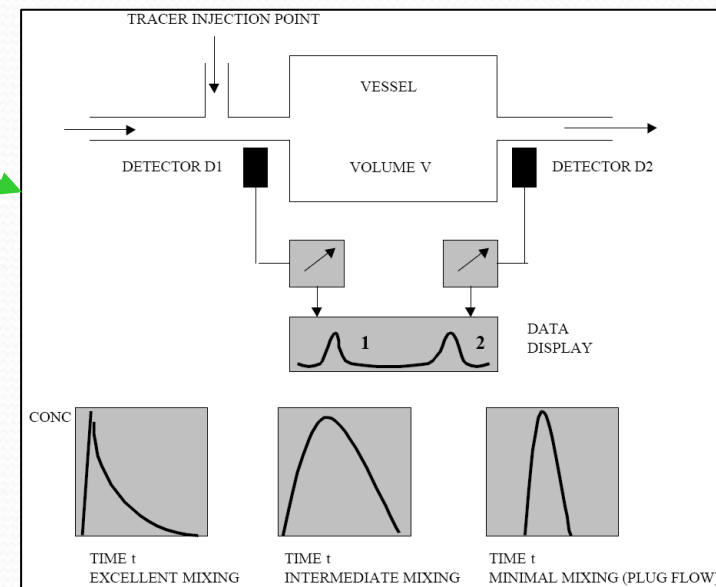 TRACER INJECTION POINT
VESSEL
DETECTOR D1
VOLUME V
DETECTOR D2
1
2
DATA
DISPLAY
CONC
TIME t
EXCELLENT MIXING
TIME t
INTERMEDIATE MIXING
TIME t
MINIMAL MIXING (PLUG FLOW)